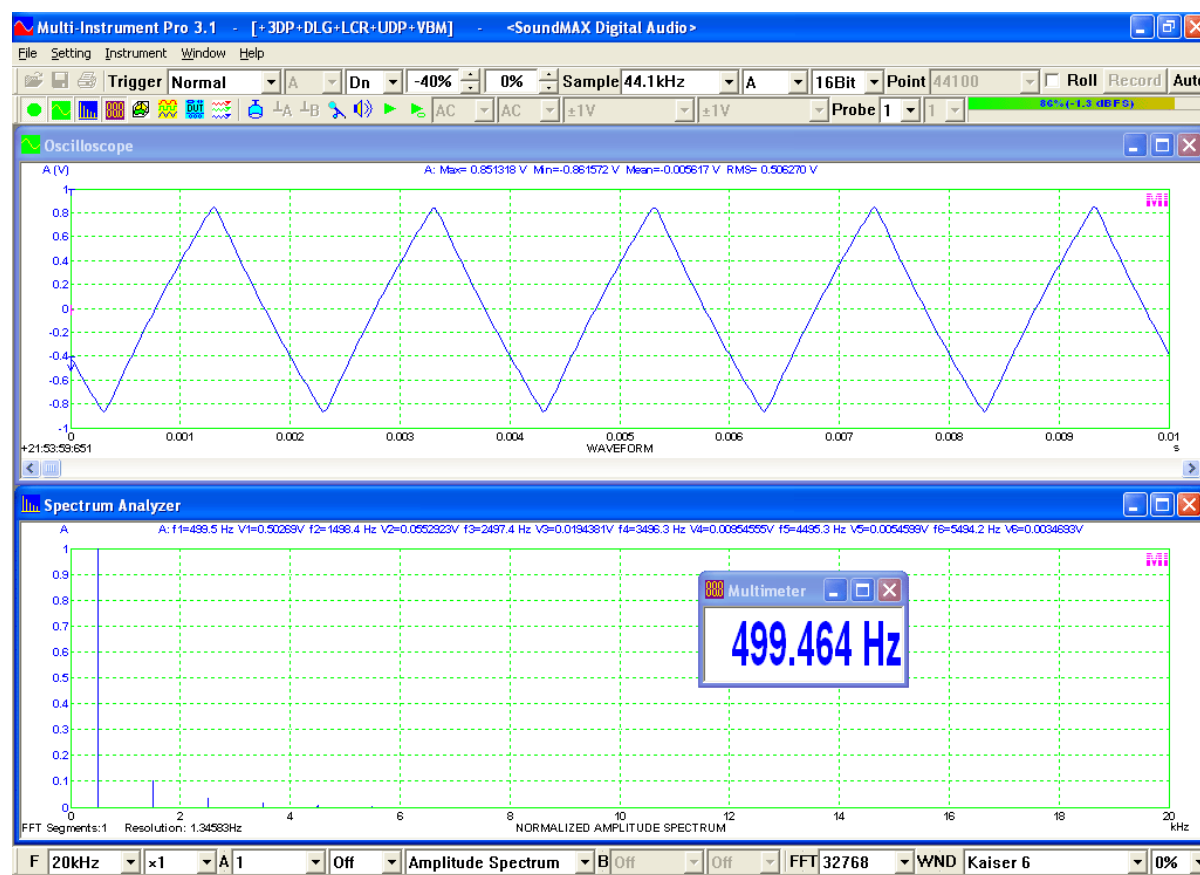 Multi-Instrument Pro 3.1 - [+3DP+DLG+LCR+UDP+VBM] - <SoundMAX Digital Audio>
File Setting Instrument Window Help
Trigger Normal A Dn -40% 0% Sample 44.1kHz A 16Bit Point 44100 Roll Record Auto
A B AC AC ±1V ±1V Probe 1 1 86%(-1.3 dBFS)
Oscilloscope
A (V) A: Max= 0.851318 V Min=-0.861572 V Mean=-0.005617 V RMS= 0.506270 V
MI
1
0.8
0.6
0.4
0.2
0
-0.2
-0.4
-0.6
-0.8
-1
0 0.001 0.002 0.003 0.004 0.005 0.006 0.007 0.008 0.009 0.01
+21:53:59:651 WAVEFORM s
Spectrum Analyzer
A A: f1=499.5 Hz V1=0.50269V f2=1498.4 Hz V2=0.0552923V f3=2497.4 Hz V3=0.0194381V f4=3496.3 Hz V4=0.00954555V f5=4495.3 Hz V5=0.0054599V f6=5494.2 Hz V6=0.0034693V
MI
1
0.9
0.8
0.7
0.6
0.5
0.4
0.3
0.2
0.1
0
Multimeter
499.464 Hz
0 2 4 6 8 10 12 14 16 18 20
FFT Segments:1 Resolution: 1.34583Hz NORMALIZED AMPLITUDE SPECTRUM kHz
F 20kHz ×1 A 1 Off Amplitude Spectrum B Off Off FFT 32768 WND Kaiser 6 0%